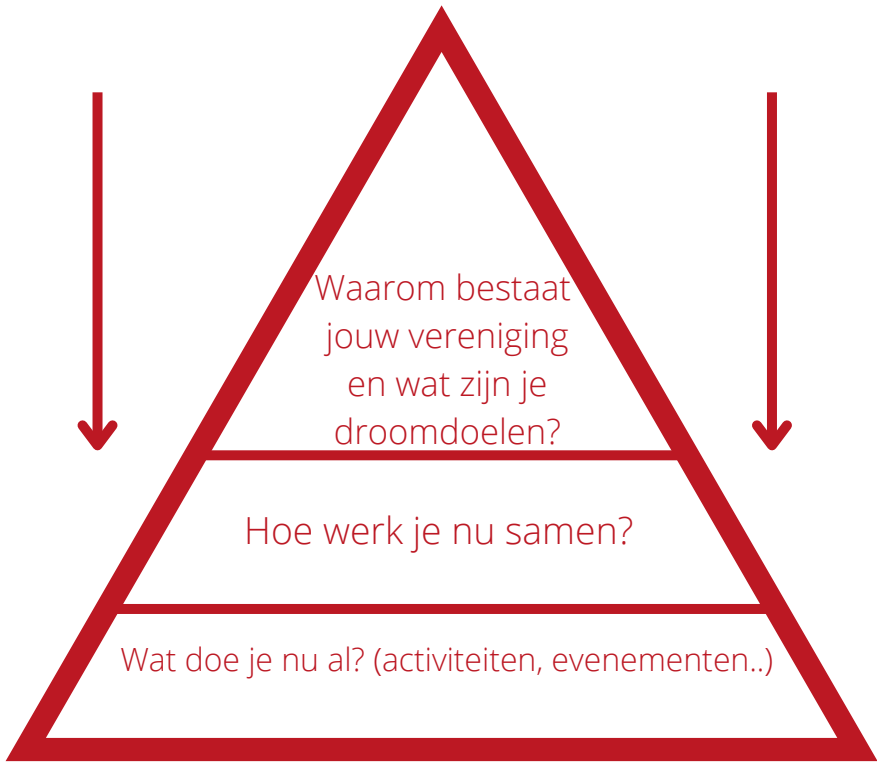 Waarom bestaat
jouw vereniging
en wat zijn je
droomdoelen?
Hoe werk je nu samen?
Wat doe je nu al? (activiteiten, evenementen..)